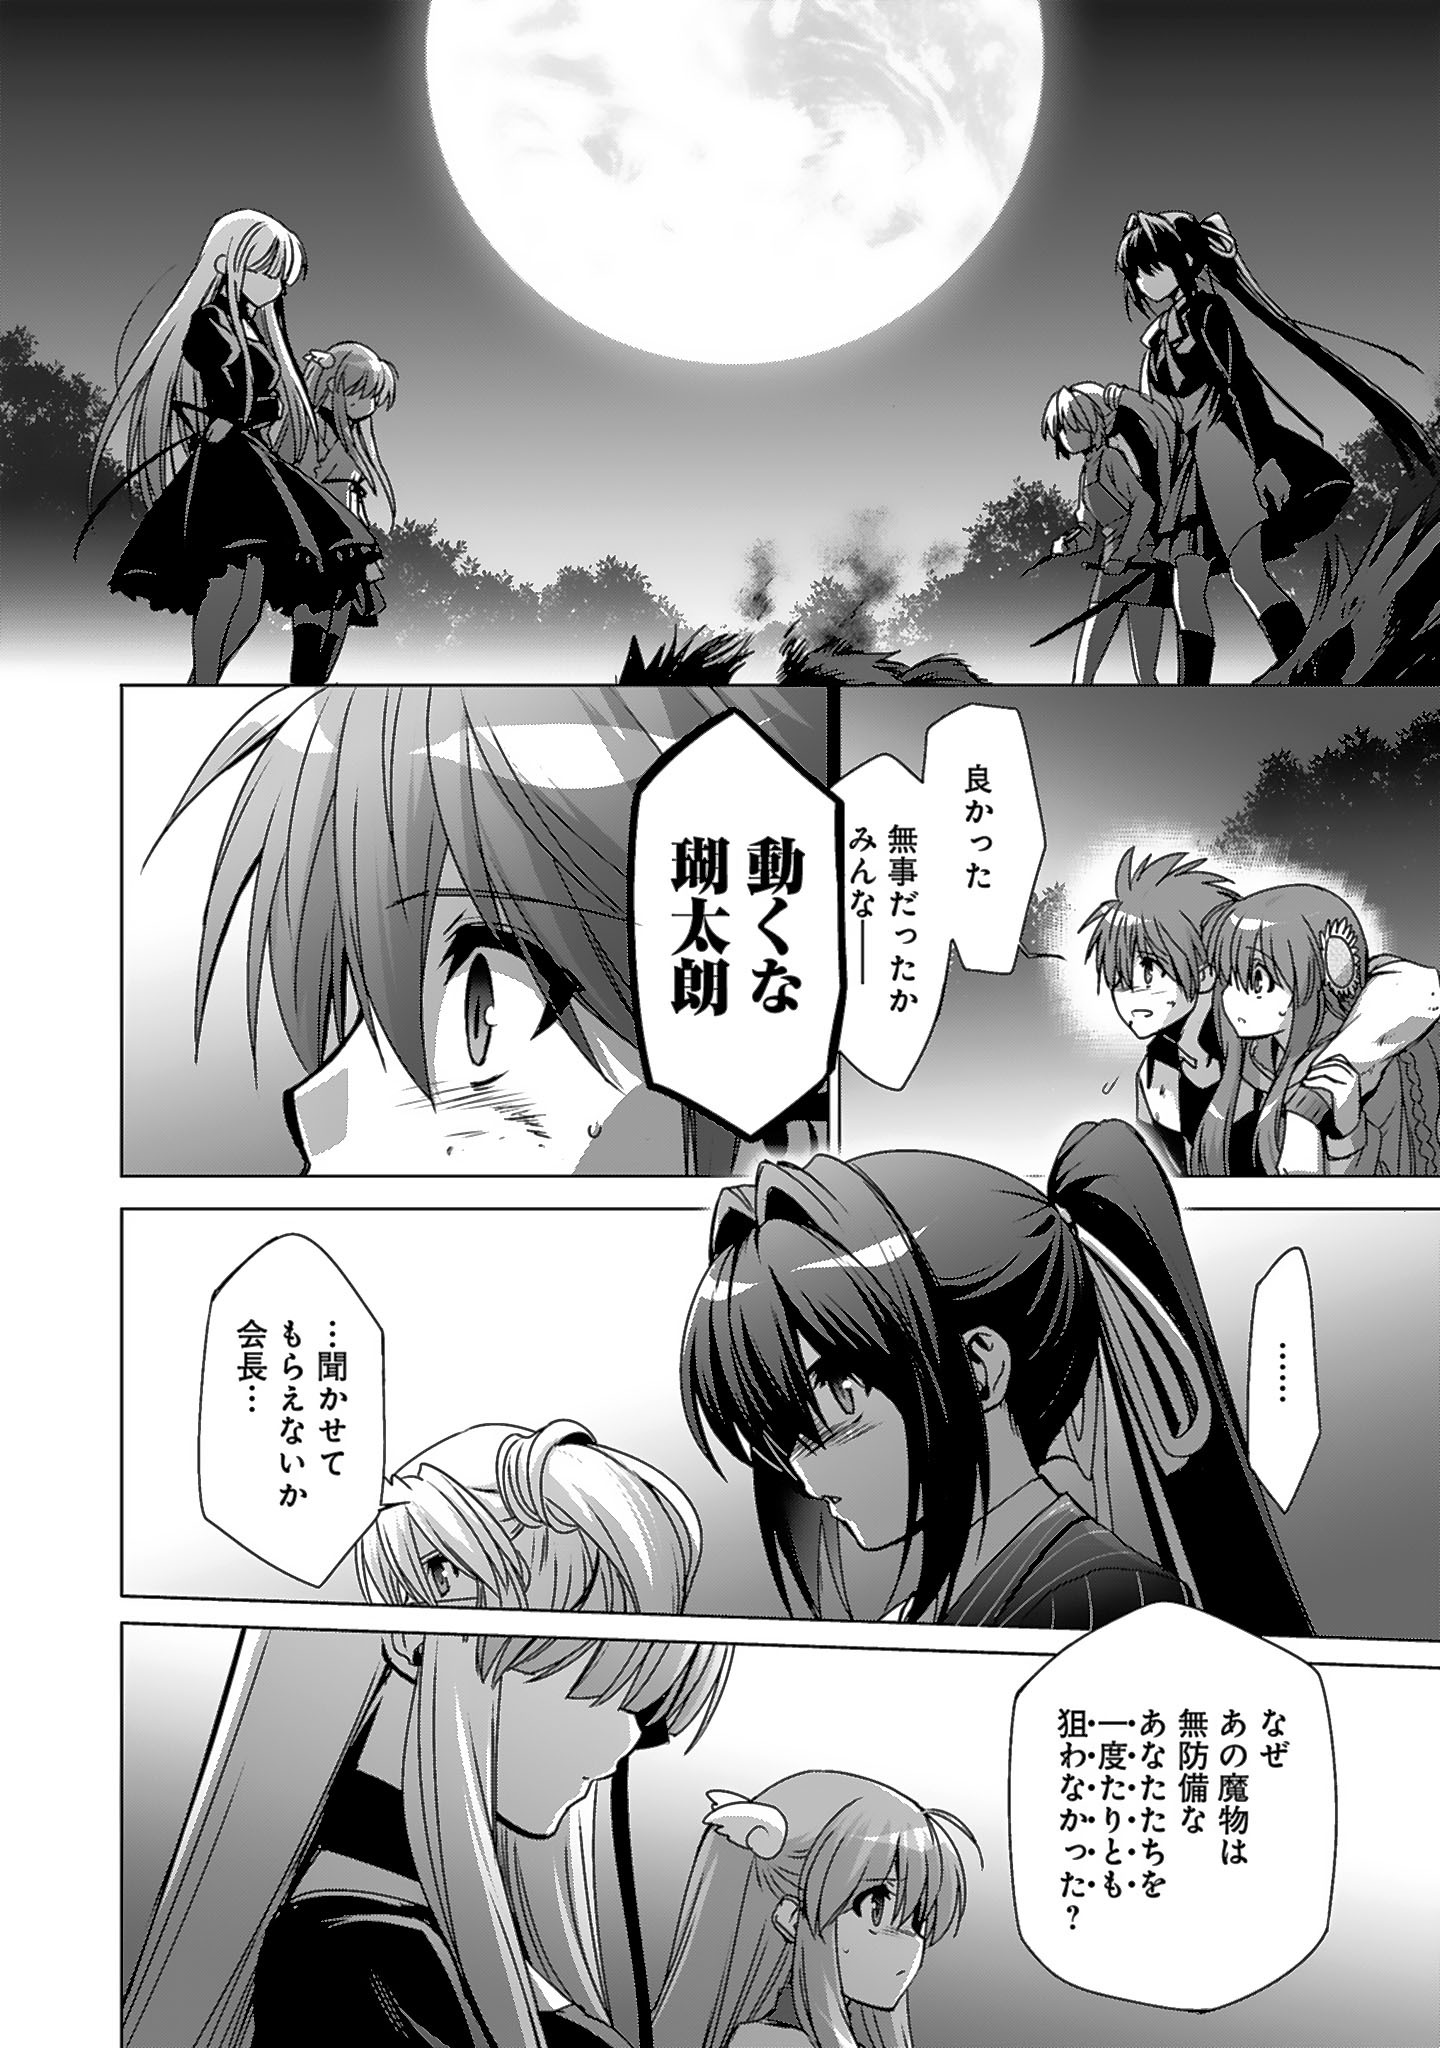 良かった
無事だったか
みんな――
動くな
瑚太朗
……
…聞かせて
もらえないか
会長…
なぜ
あの魔物は
無防備な
あなたたちを
一度たりとも
狙わなかった?